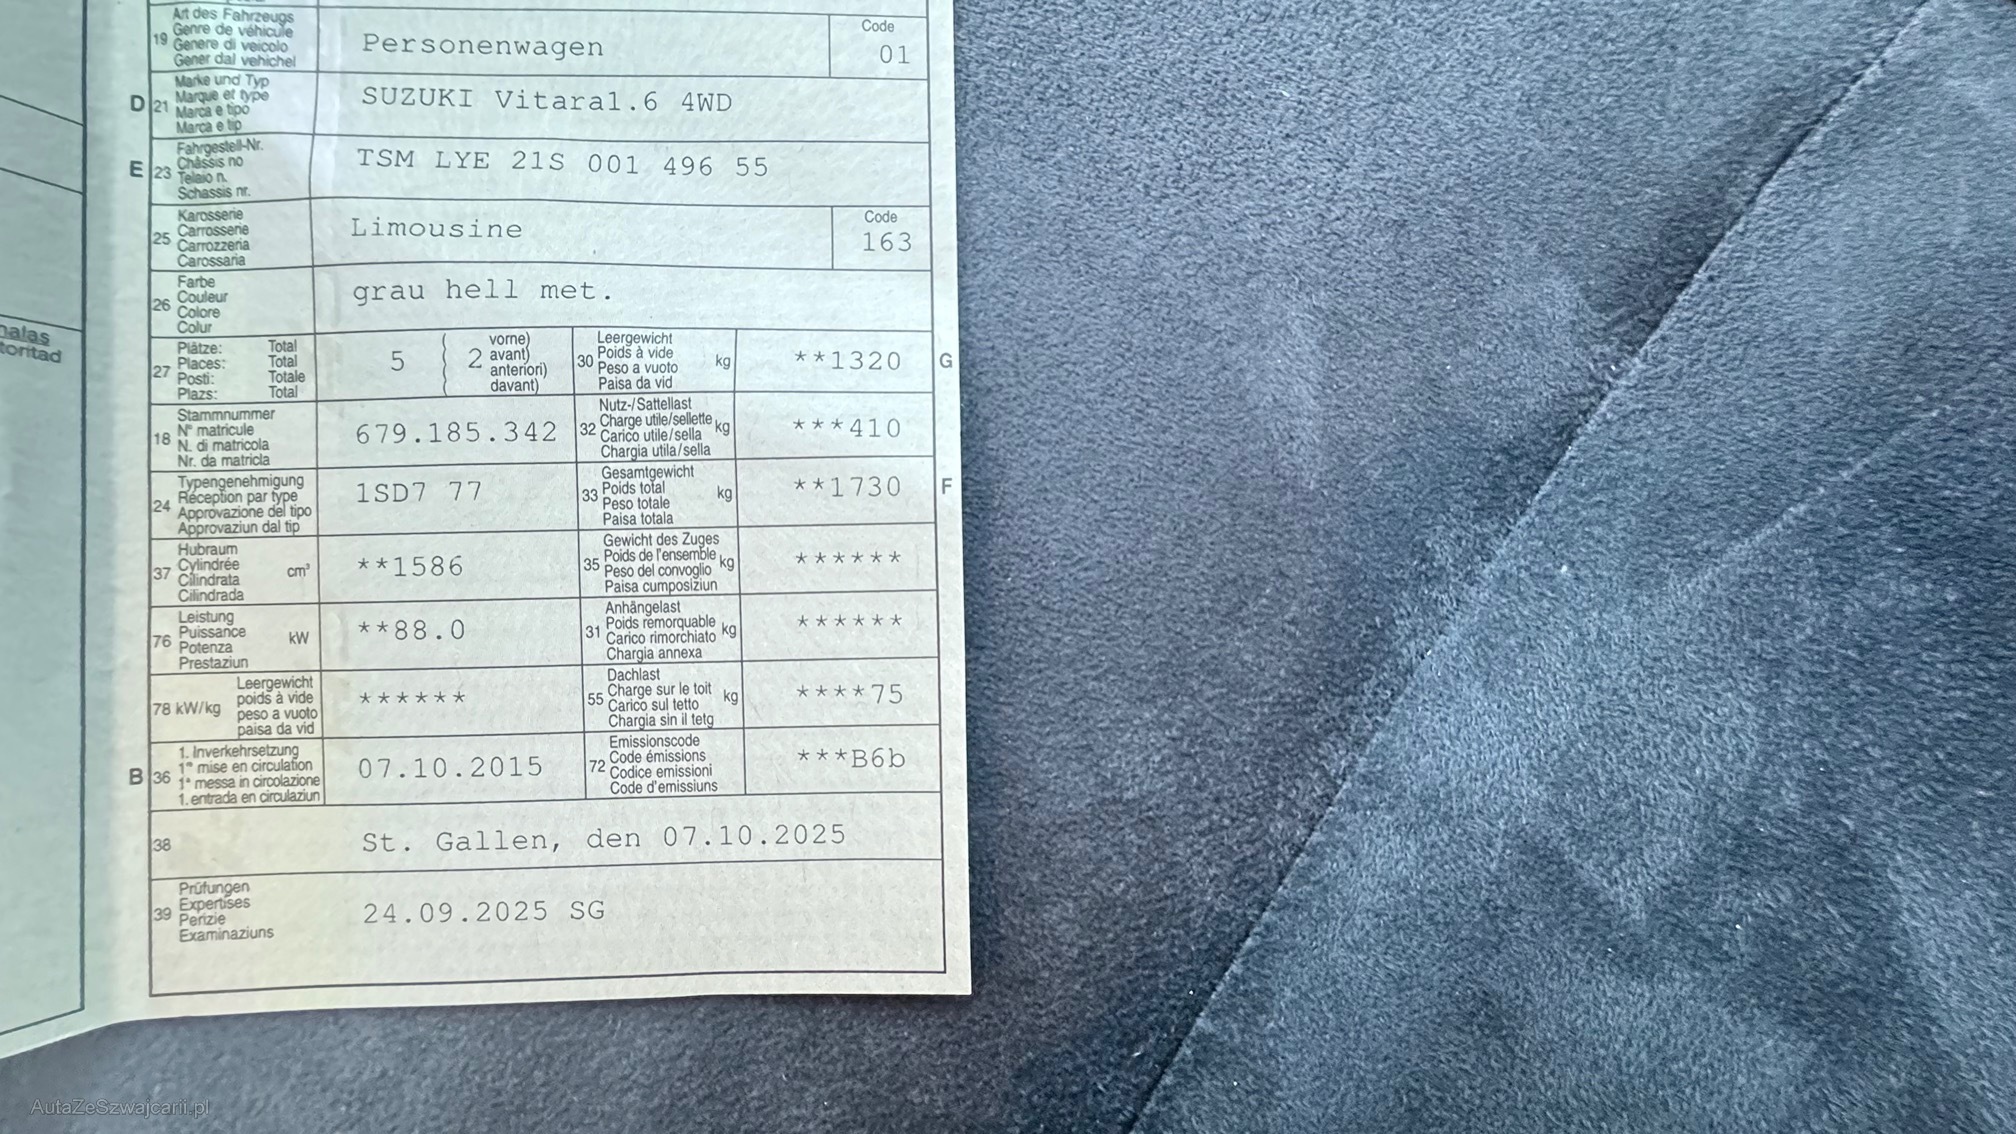 Art des Fahrzeugs
19 Genre de véhicule
Genere di veicolo
Gener dal vehichel
Personenwagen
Code
01
D 21 Marke und Typ
Marque et type
Marca e tipo
Marca e tip
SUZUKI Vitara1.6 4WD
E 23 Fahrgestell-Nr.
Châssis no
Telaio n.
Schassis nr.
TSM LYE 21S 001 496 55
25 Karosserie
Carrosserie
Carrozzeria
Carossaria
Limousine
Code
163
26 Farbe
Couleur
Colore
Colur
grau hell met.
27 Plätze: Total
Places: Total
Posti: Totale
Plazs: Total
5 ( 2 vorne)
avant)
anteriori)
davant)
30 Leergewicht
Poids à vide kg
Peso a vuoto
Paisa da vid
**1320 G
18 Stammnummer
N° matricule
N. di matricola
Nr. da matricla
679.185.342
32 Nutz-/Sattellast
Charge utile/sellette kg
Carico utile/sella
Chargia utila/sella
***410
24 Typengenehmigung
Réception par type
Approvazione del tipo
Approvaziun dal tip
1SD7 77
33 Gesamtgewicht
Poids total kg
Peso totale
Paisa totala
**1730 F
37 Hubraum
Cylindrée cm³
Cilindrata
Cilindrada
**1586
35 Gewicht des Zuges
Poids de l'ensemble kg
Peso del convoglio
Paisa cumposiziun
******
76 Leistung
Puissance kW
Potenza
Prestaziun
**88.0
31 Anhängelast
Poids remorquable kg
Carico rimorchiato
Chargia annexa
******
78 kW/kg Leergewicht
poids à vide
peso a vuoto
paisa da vid
******
55 Dachlast
Charge sur le toit kg
Carico sul tetto
Chargia sin il tetg
****75
B 36 1. Inverkehrsetzung
1re mise en circulation
1a messa in circolazione
1. entrada en circulaziun
07.10.2015
72 Emissionscode
Code émissions
Codice emissioni
Code d'emissiuns
***B6b
38 St. Gallen, den 07.10.2025
39 Prüfungen
Expertises
Perizie
Examinaziuns
24.09.2025 SG
AutaZeSzwajcarii.pl